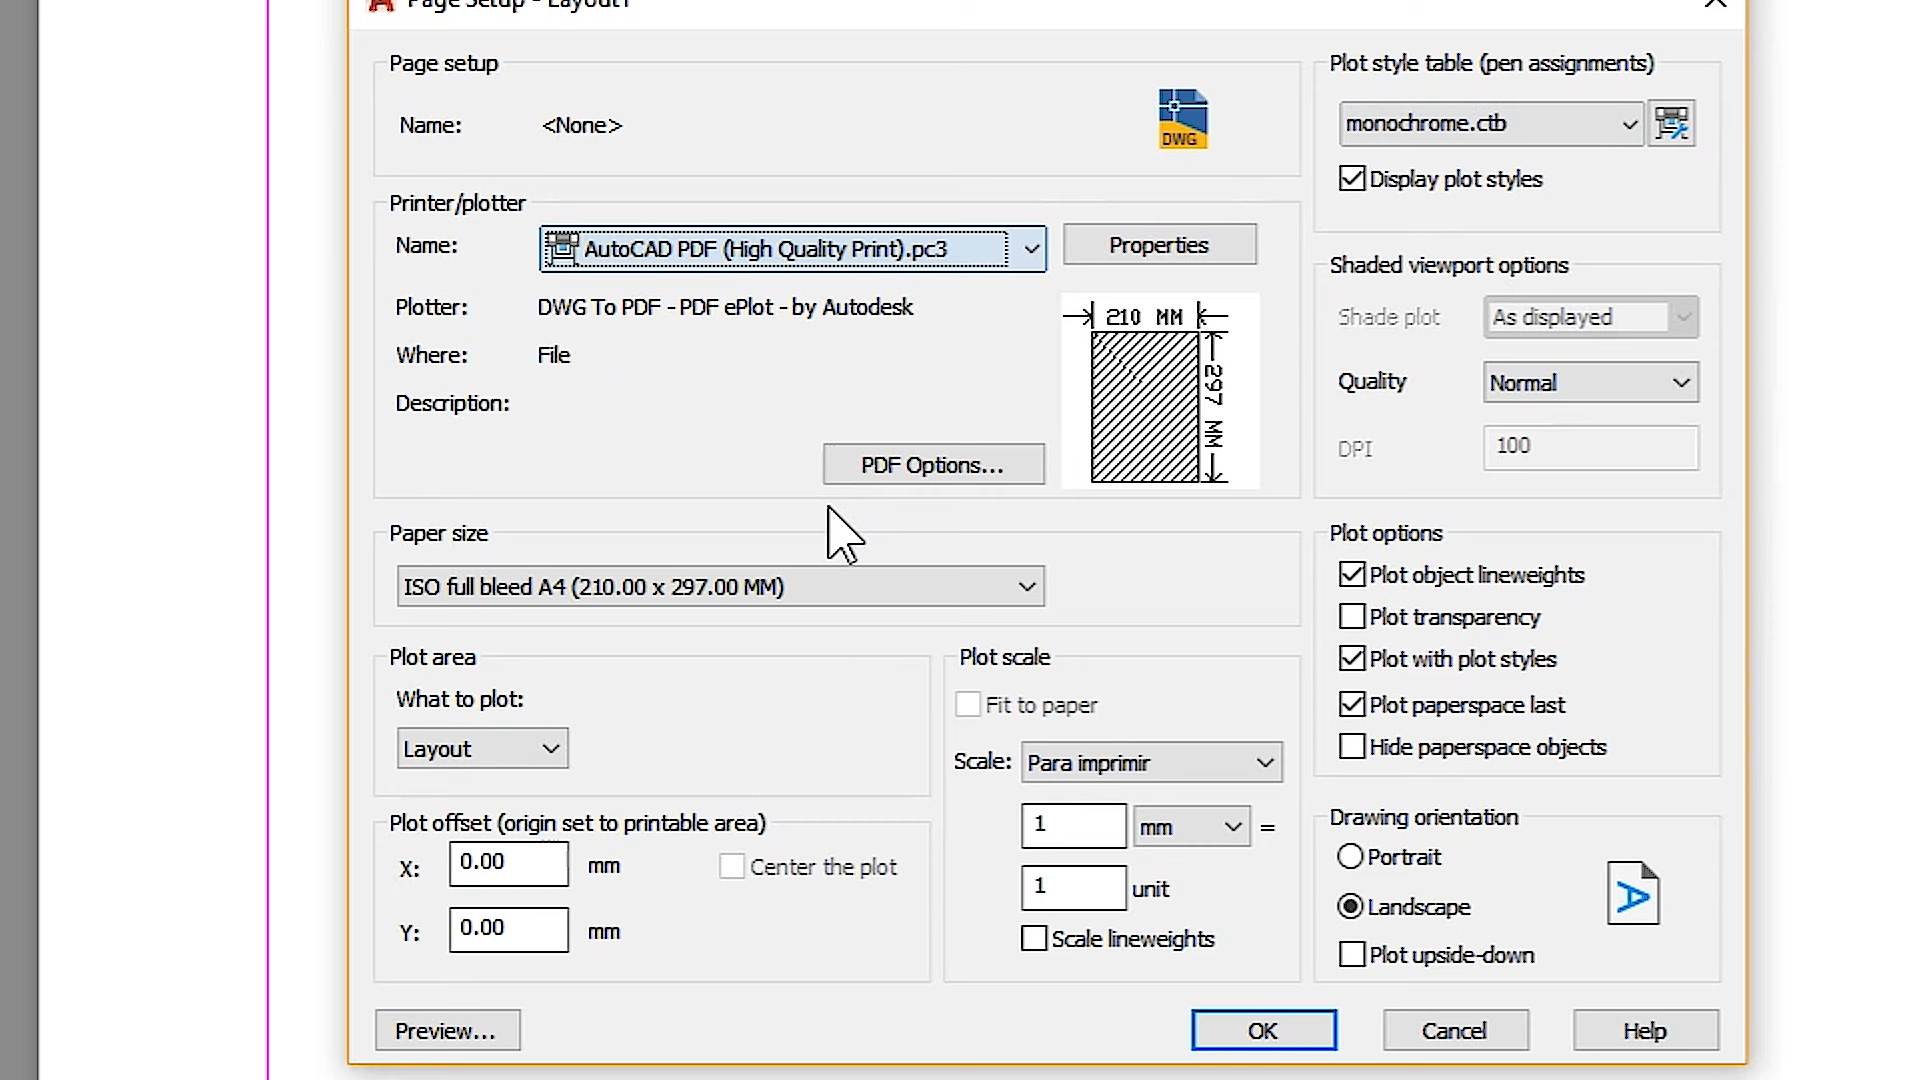 Page Setup - Layout1
Page setup
Name: <None>
DWG
Printer/plotter
Name: AutoCAD PDF (High Quality Print).pc3
Properties
Plotter: DWG To PDF - PDF ePlot - by Autodesk
Where: File
Description:
210 MM
297 MM
PDF Options...
Paper size
ISO full bleed A4 (210.00 x 297.00 MM)
Plot area
What to plot:
Layout
Plot offset (origin set to printable area)
X: 0.00 mm
Center the plot
Y: 0.00 mm
Plot scale
Fit to paper
Scale: Para imprimir
1 mm =
1 unit
Scale lineweights
Plot style table (pen assignments)
monochrome.ctb
Display plot styles
Shaded viewport options
Shade plot As displayed
Quality Normal
DPI 100
Plot options
Plot object lineweights
Plot transparency
Plot with plot styles
Plot paperspace last
Hide paperspace objects
Drawing orientation
Portrait
Landscape
A
Plot upside-down
Preview...
OK
Cancel
Help